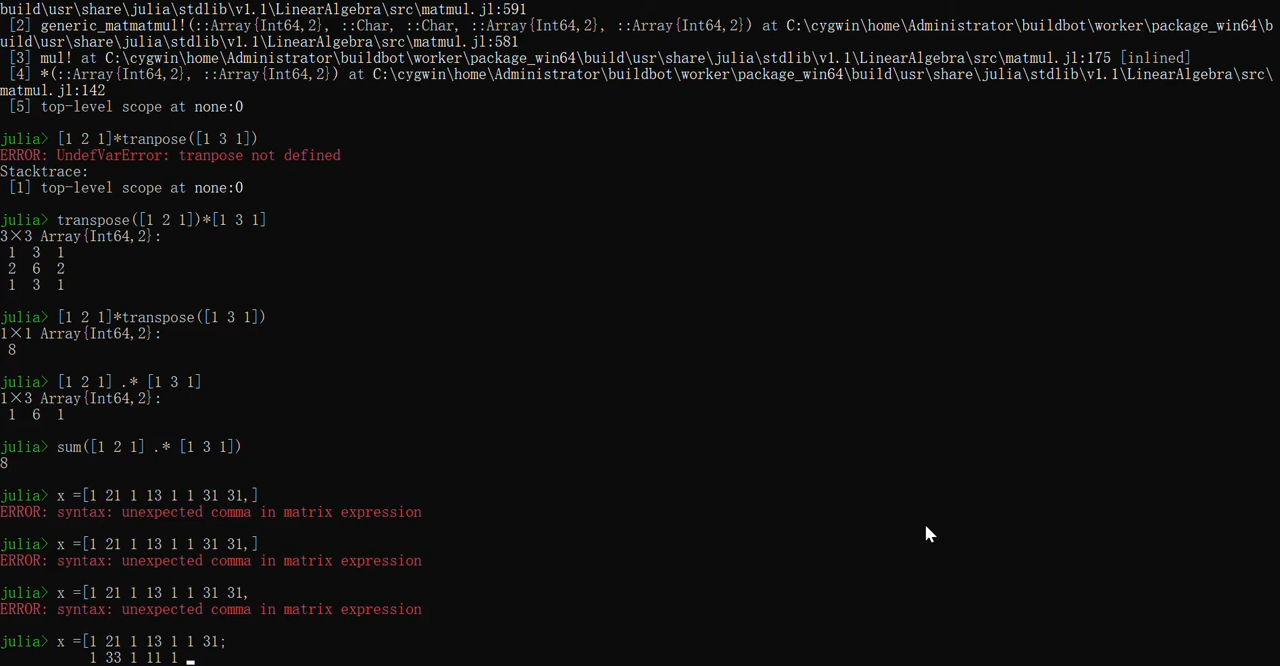 build\usr\share\julia\stdlib\v1.1\LinearAlgebra\src\matmul.jl:591
[2] generic_matmatmul!(::Array{Int64,2}, ::Char, ::Char, ::Array{Int64,2}, ::Array{Int64,2}) at C:\cygwin\home\Administrator\buildbot\worker\package_win64\b
uild\usr\share\julia\stdlib\v1.1\LinearAlgebra\src\matmul.jl:581
[3] mul! at C:\cygwin\home\Administrator\buildbot\worker\package_win64\build\usr\share\julia\stdlib\v1.1\LinearAlgebra\src\matmul.jl:175 [inlined]
[4] *(::Array{Int64,2}, ::Array{Int64,2}) at C:\cygwin\home\Administrator\buildbot\worker\package_win64\build\usr\share\julia\stdlib\v1.1\LinearAlgebra\src\
matmul.jl:142
[5] top-level scope at none:0
julia> [1 2 1]*tranpose([1 3 1])
ERROR: UndefVarError: tranpose not defined
Stacktrace:
[1] top-level scope at none:0
julia> transpose([1 2 1])*[1 3 1]
3×3 Array{Int64,2}:
1 3 1
2 6 2
1 3 1
julia> [1 2 1]*transpose([1 3 1])
1×1 Array{Int64,2}:
8
julia> [1 2 1] .* [1 3 1]
1×3 Array{Int64,2}:
1 6 1
julia> sum([1 2 1] .* [1 3 1])
8
julia> x =[1 21 1 13 1 1 31 31,]
ERROR: syntax: unexpected comma in matrix expression
julia> x =[1 21 1 13 1 1 31 31,]
ERROR: syntax: unexpected comma in matrix expression
julia> x =[1 21 1 13 1 1 31 31,
ERROR: syntax: unexpected comma in matrix expression
julia> x =[1 21 1 13 1 1 31;
1 33 1 11 1